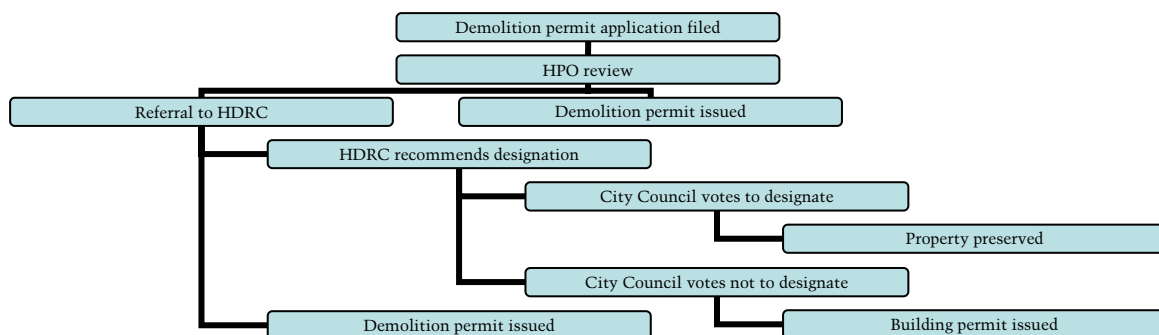 Demolition permit application filed
HPO review
Referral to HDRC
Demolition permit issued
HDRC recommends designation
City Council votes to designate
Property preserved
City Council votes not to designate
Demolition permit issued
Building permit issued